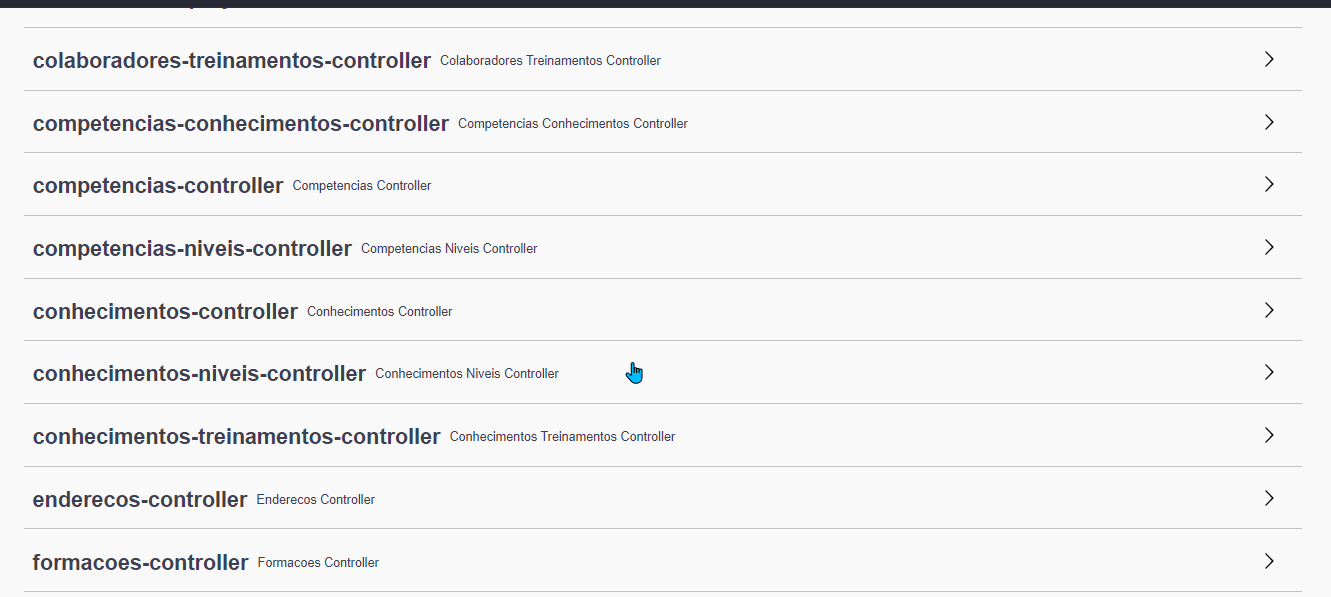 colaboradores-treinamentos-controller Colaboradores Treinamentos Controller
competencias-conhecimentos-controller Competencias Conhecimentos Controller
competencias-controller Competencias Controller
competencias-niveis-controller Competencias Niveis Controller
conhecimentos-controller Conhecimentos Controller
conhecimentos-niveis-controller Conhecimentos Niveis Controller
conhecimentos-treinamentos-controller Conhecimentos Treinamentos Controller
enderecos-controller Enderecos Controller
formacoes-controller Formacoes Controller